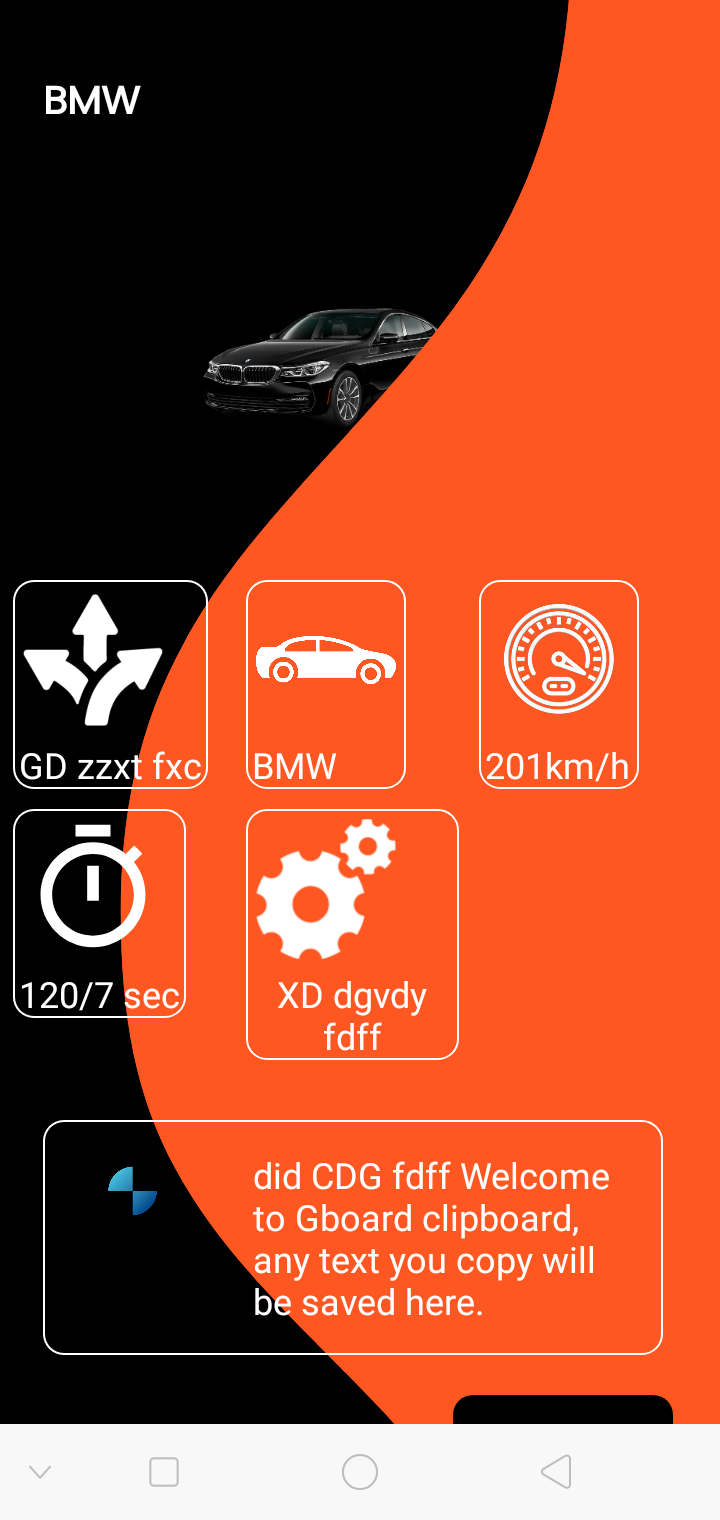 BMW
GD zzxt fxc
BMW
201km/h
120/7 sec
XD dgvdy
fdff
did CDG fdff Welcome
to Gboard clipboard,
any text you copy will
be saved here.